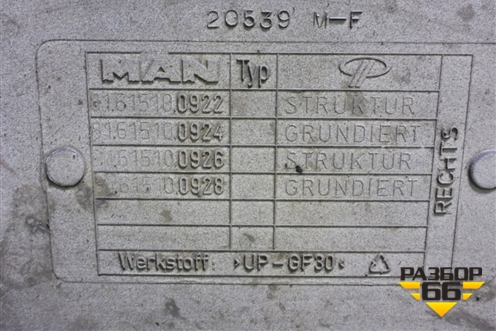 20539 M-F
MAN Typ
81.61510.0922 STRUKTUR
81.61510.0924 GRUNDIERT
81.61510.0926 STRUKTUR
81.61510.0928 GRUNDIERT
RECHTS
Werkstoff >UP-GF30<
РАЗБОР
66